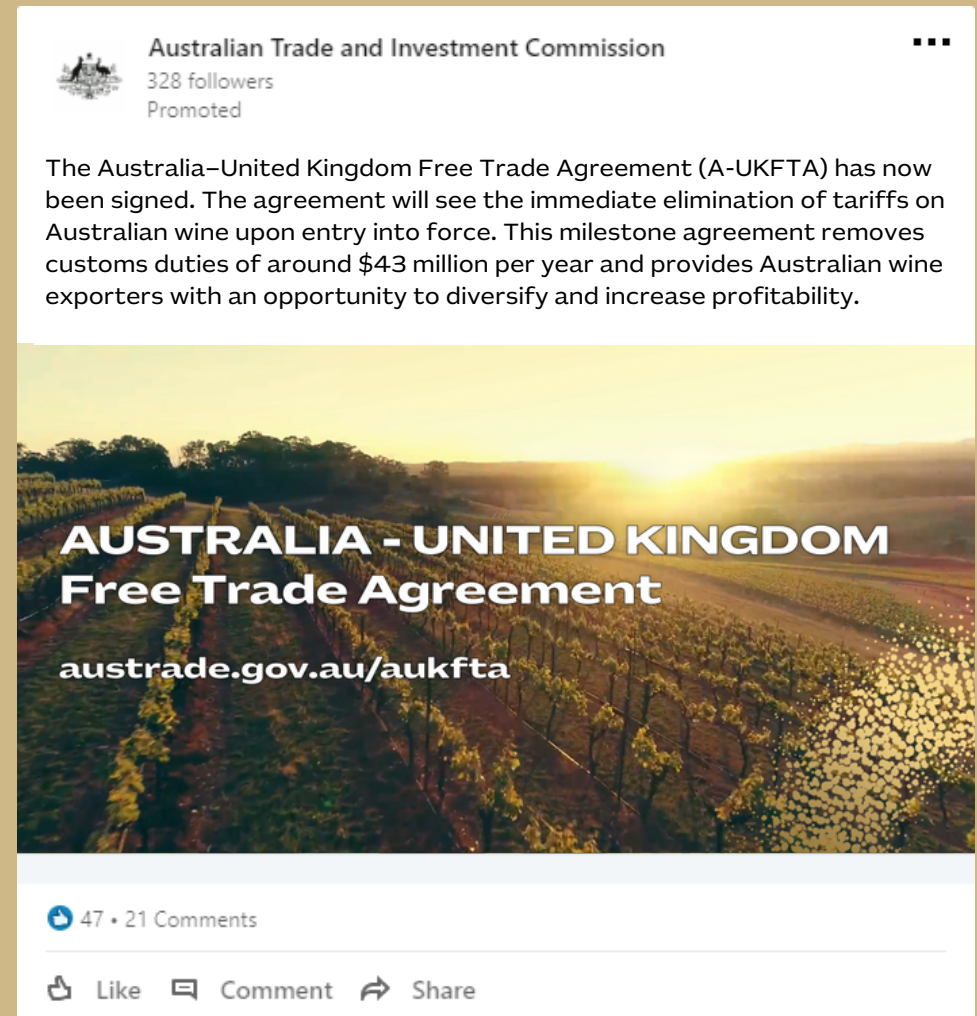 Australian Trade and Investment Commission
328 followers
Promoted
The Australia–United Kingdom Free Trade Agreement (A-UKFTA) has now
been signed. The agreement will see the immediate elimination of tariffs on
Australian wine upon entry into force. This milestone agreement removes
customs duties of around $43 million per year and provides Australian wine
exporters with an opportunity to diversify and increase profitability.
AUSTRALIA - UNITED KINGDOM
Free Trade Agreement
austrade.gov.au/aukfta
47 • 21 Comments
Like Comment Share